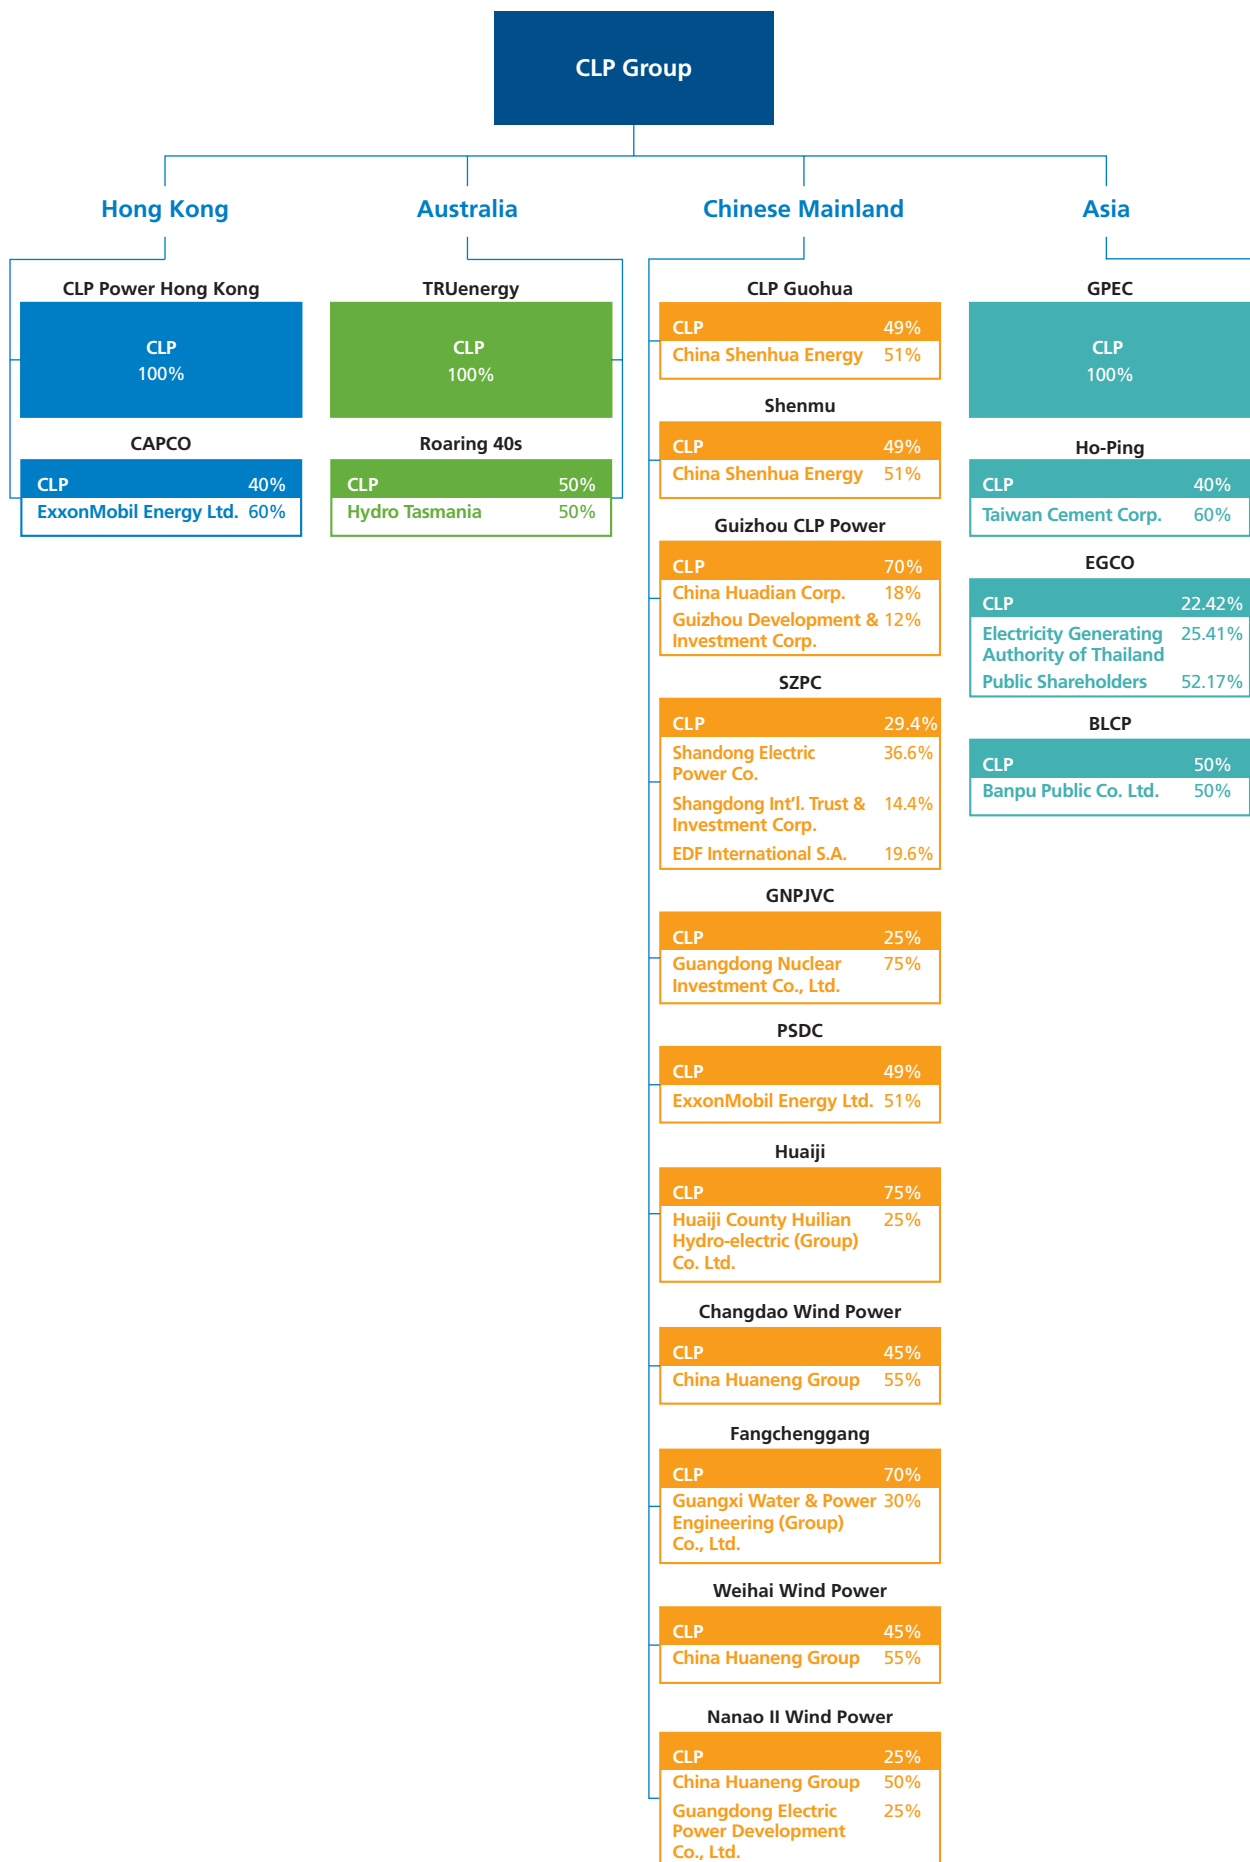 CLP Group
Hong Kong
Australia
Chinese Mainland
Asia
CLP Power Hong Kong
CLP
100%
CAPCO
CLP 40%
ExxonMobil Energy Ltd. 60%
TRUenergy
CLP
100%
Roaring 40s
CLP 50%
Hydro Tasmania 50%
CLP Guohua
CLP 49%
China Shenhua Energy 51%
Shenmu
CLP 49%
China Shenhua Energy 51%
Guizhou CLP Power
CLP 70%
China Huadian Corp. 18%
Guizhou Development & 12%
Investment Corp.
SZPC
CLP 29.4%
Shandong Electric 36.6%
Power Co.
Shangdong Int'l. Trust & 14.4%
Investment Corp.
EDF International S.A. 19.6%
GNPJVC
CLP 25%
Guangdong Nuclear 75%
Investment Co., Ltd.
PSDC
CLP 49%
ExxonMobil Energy Ltd. 51%
Huaiji
CLP 75%
Huaiji County Huilian 25%
Hydro-electric (Group)
Co. Ltd.
Changdao Wind Power
CLP 45%
China Huaneng Group 55%
Fangchenggang
CLP 70%
Guangxi Water & Power 30%
Engineering (Group)
Co., Ltd.
Weihai Wind Power
CLP 45%
China Huaneng Group 55%
Nanao II Wind Power
CLP 25%
China Huaneng Group 50%
Guangdong Electric 25%
Power Development
Co., Ltd.
GPEC
CLP
100%
Ho-Ping
CLP 40%
Taiwan Cement Corp. 60%
EGCO
CLP 22.42%
Electricity Generating 25.41%
Authority of Thailand
Public Shareholders 52.17%
BLCP
CLP 50%
Banpu Public Co. Ltd. 50%